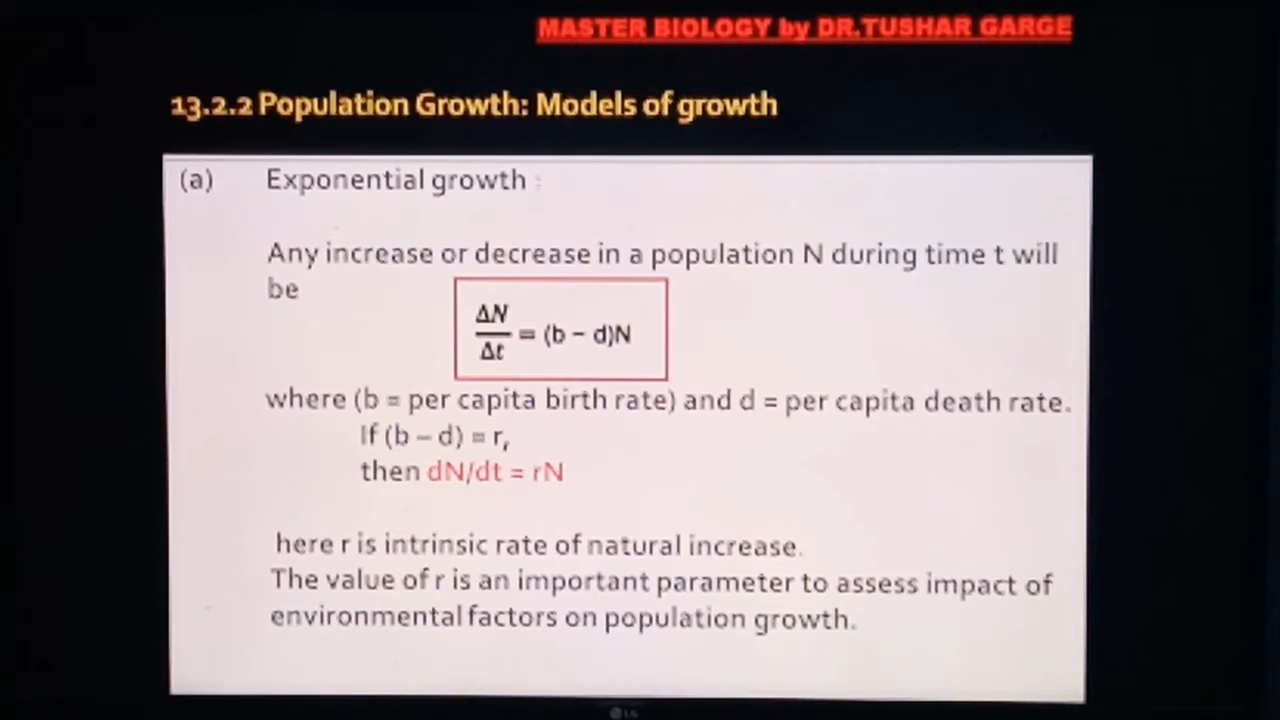 MASTER BIOLOGY by DR.TUSHAR GARGE
13.2.2 Population Growth: Models of growth
(a) Exponential growth :
Any increase or decrease in a population N during time t will
be
ΔN
Δt
= (b – d)N
where (b = per capita birth rate) and d = per capita death rate.
If (b – d) = r,
then dN/dt = rN
here r is intrinsic rate of natural increase.
The value of r is an important parameter to assess impact of
environmental factors on population growth.
LG